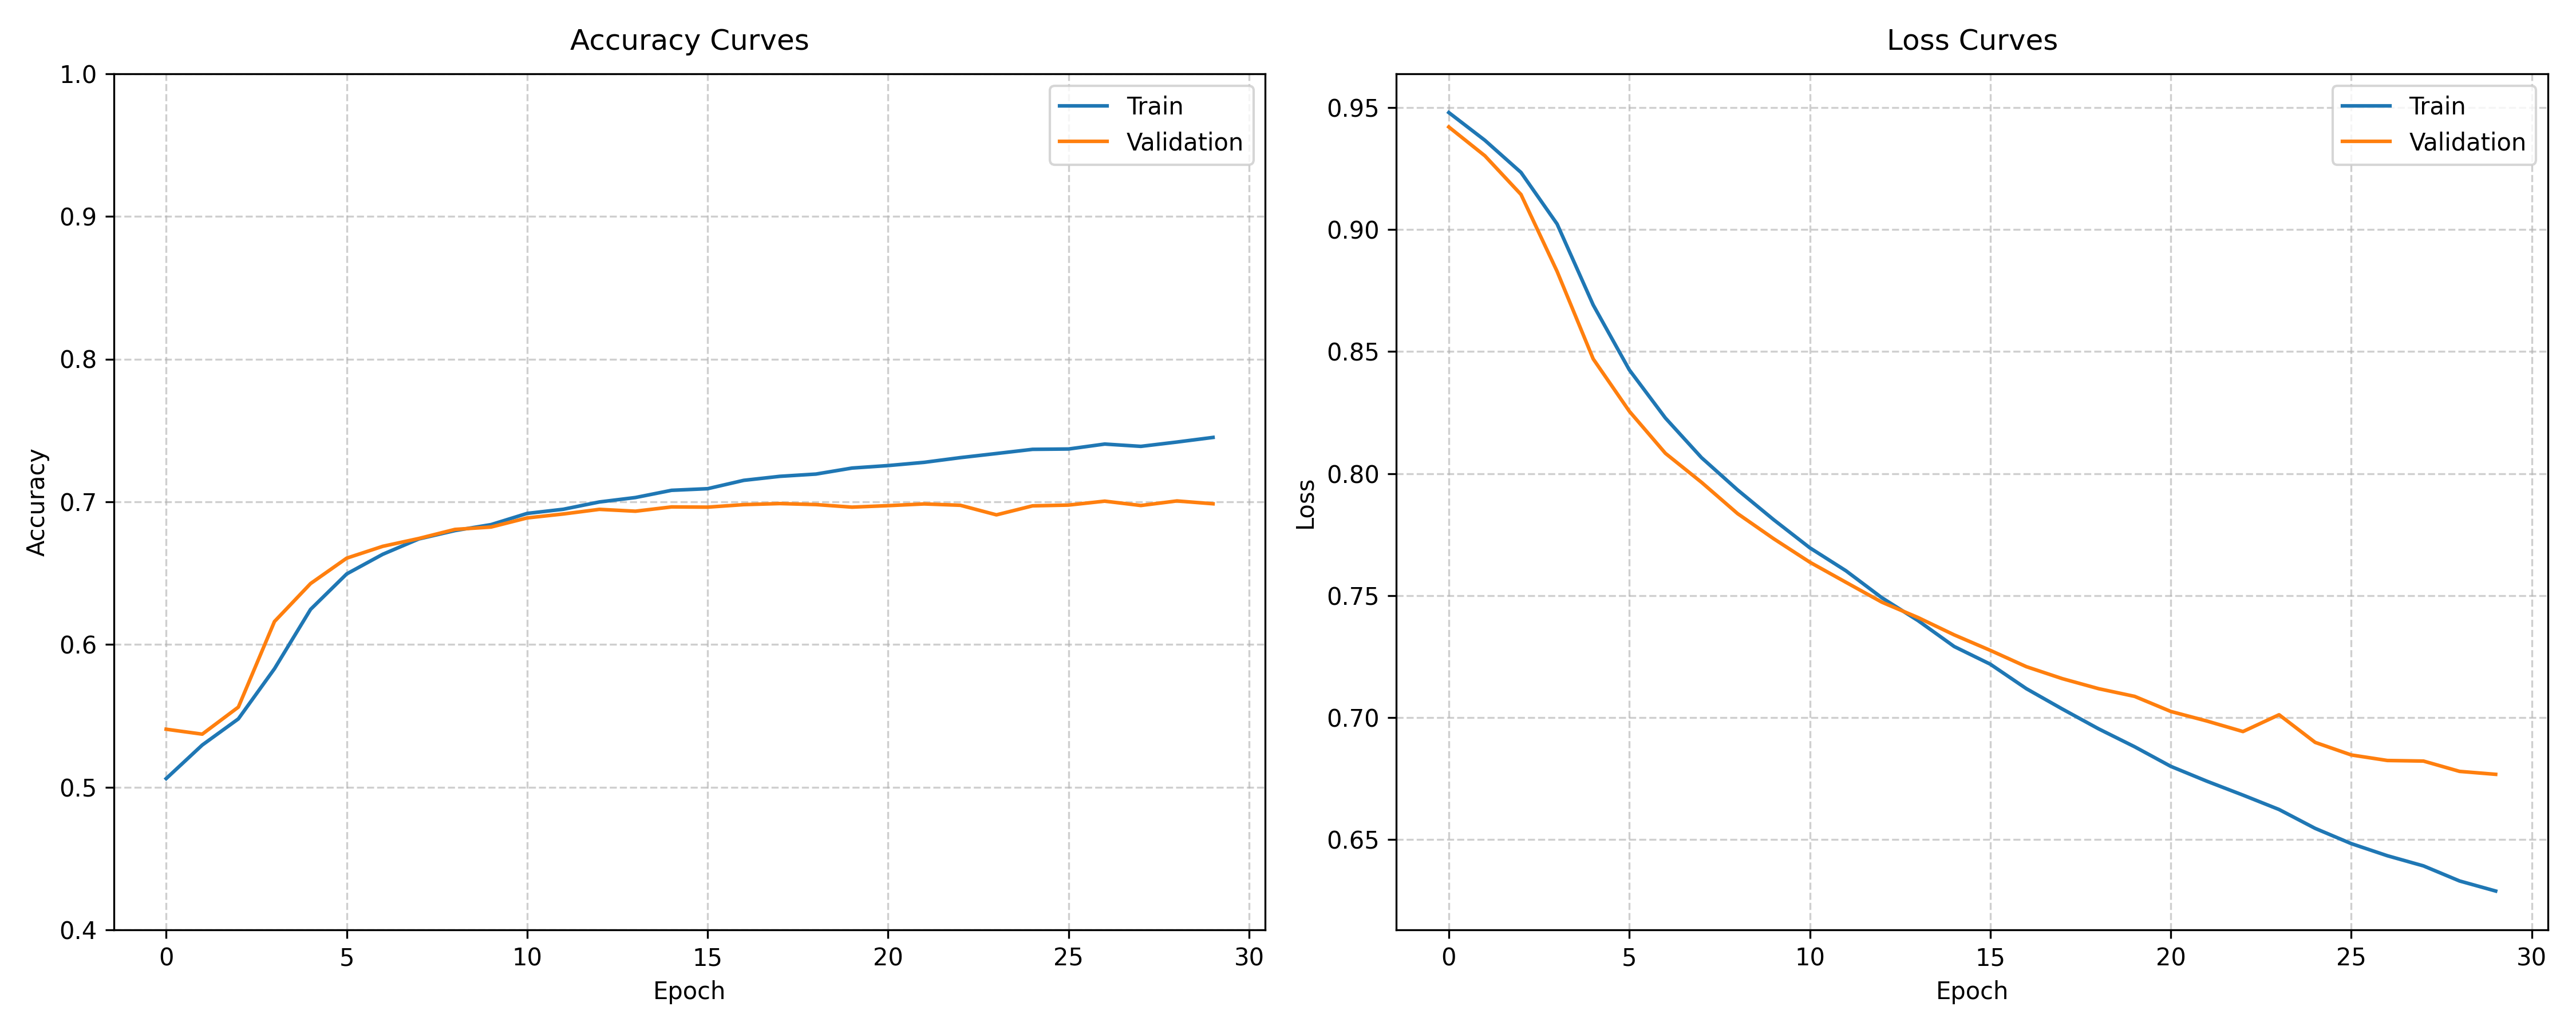 Accuracy Curves
1.0
0.9
0.8
0.7
0.6
0.5
0.4
Accuracy
0 5 10 15 20 25 30
Epoch
Train
Validation
Loss Curves
0.95
0.90
0.85
0.80
0.75
0.70
0.65
Loss
0 5 10 15 20 25 30
Epoch
Train
Validation